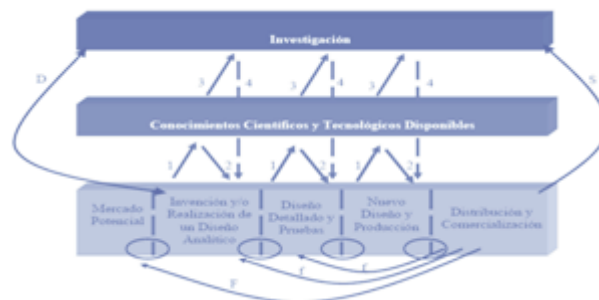 Investigación
D
S
3 4 3 4 3 4
Conocimientos Científicos y Tecnológicos Disponibles
1 2 1 2 1 2
Mercado
Potencial
Invención y/o
Realización de
un Diseño
Analítico
Diseño
Detallado y
Pruebas
Nuevo
Diseño y
Producción
Distribución y
Comercialización
f
f
F